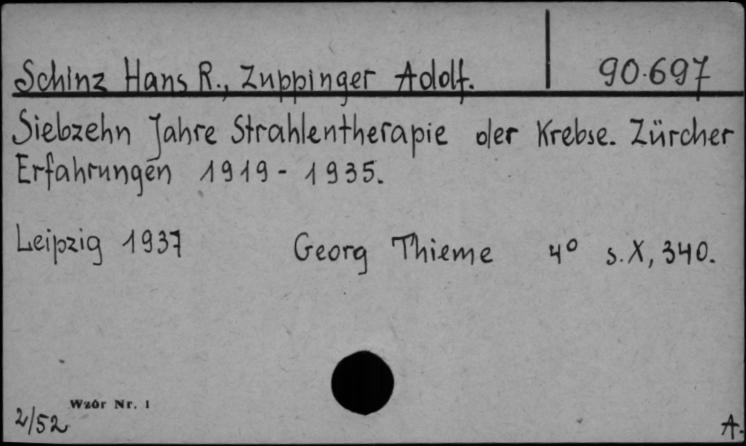 Schinz Hans R., Zuppinger Adolf. 90.697
Siebzehn Jahre Strahlentherapie der Krebse. Zürcher
Erfahrungen 1919 - 1935.
Leipzig 1937 Georg Thieme 4° s. X, 340.
Wzór Nr. 1
2/52 A.